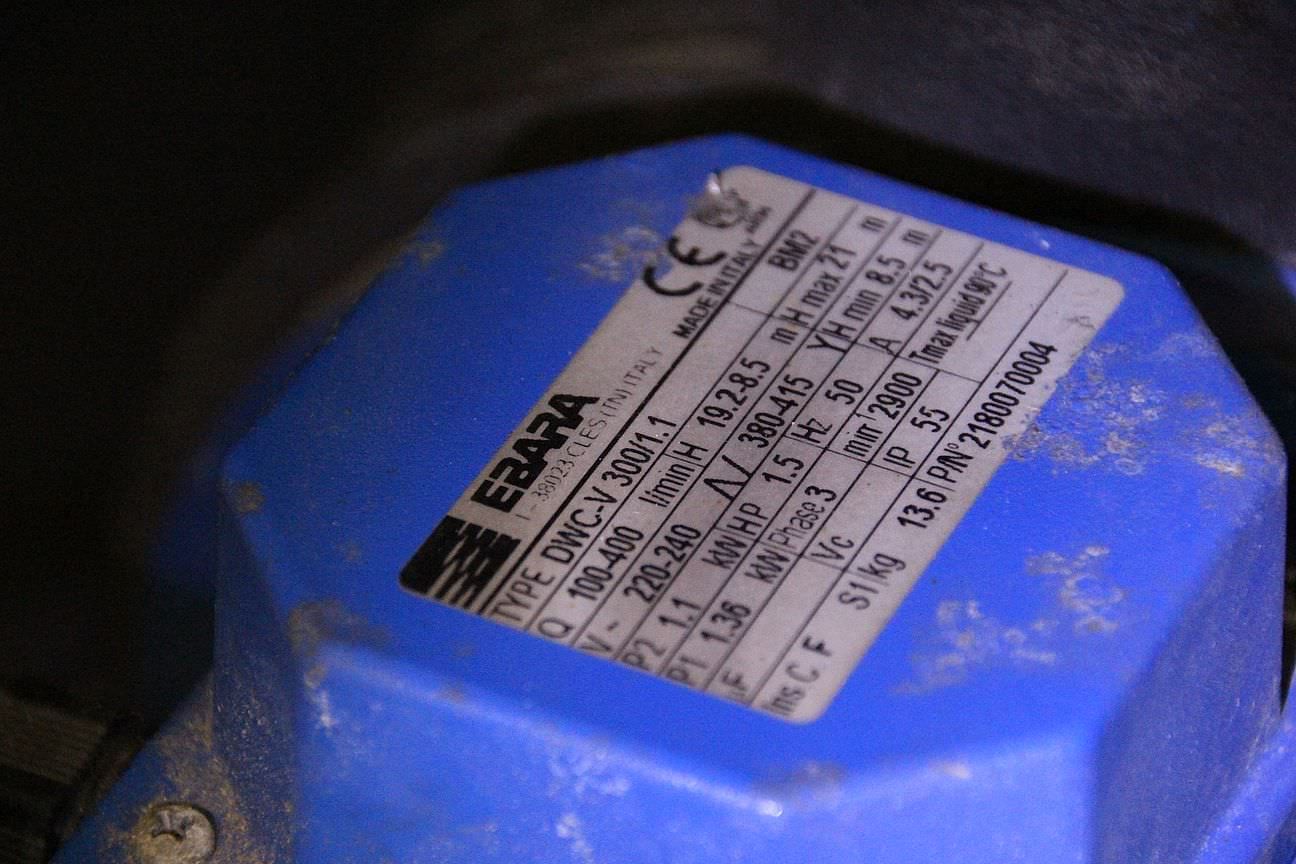 EBARA CE
I - 38023 CLES (TN) ITALY MADE IN ITALY
TYPE DWC-V 300/1.1 BM2
Q 100-400 l/min H 19.2-8.5 m H max 21 m
V ~ 220-240 Δ / 380-415 Y H min 8.5 m
P2 1.1 kW HP 1.5 Hz 50 A 4.3/2.5
P1 1.36 kW Phase 3 min 2900 Tmax liquid 90°C
µF Vc IP 55
Ins.C F S1 kg 13.6 P/N° 2180070004